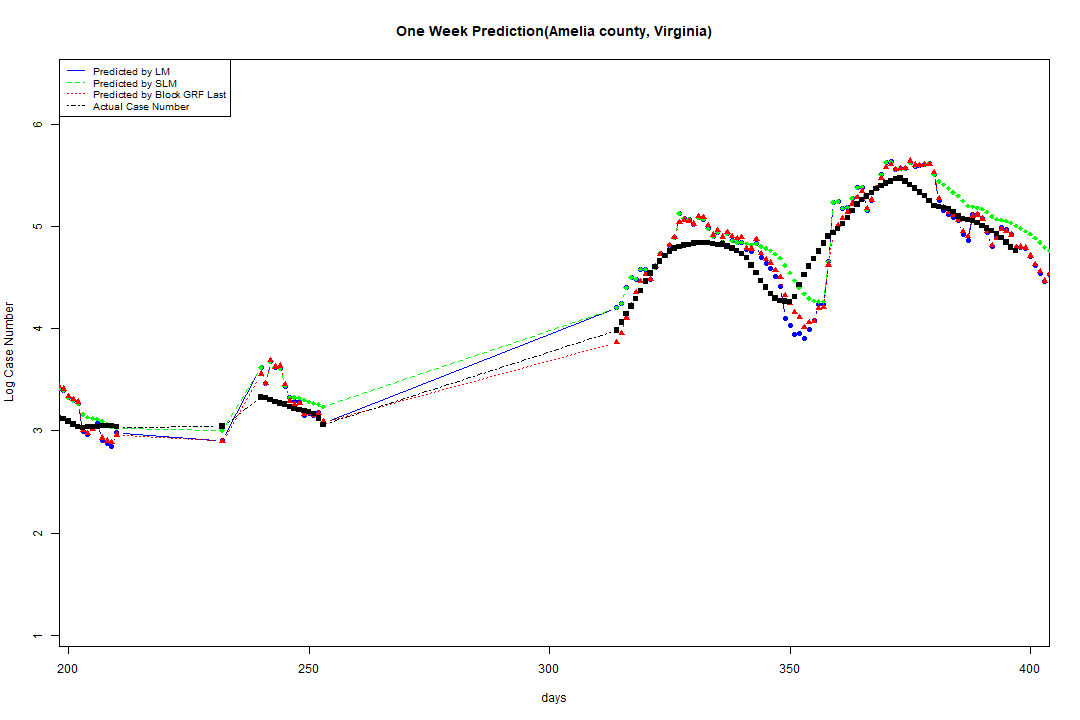 One Week Prediction(Amelia county, Virginia)
Predicted by LM
Predicted by SLM
Predicted by Block GRF Last
Actual Case Number
6
5
4
3
2
1
Log Case Number
200 250 300 350 400
days